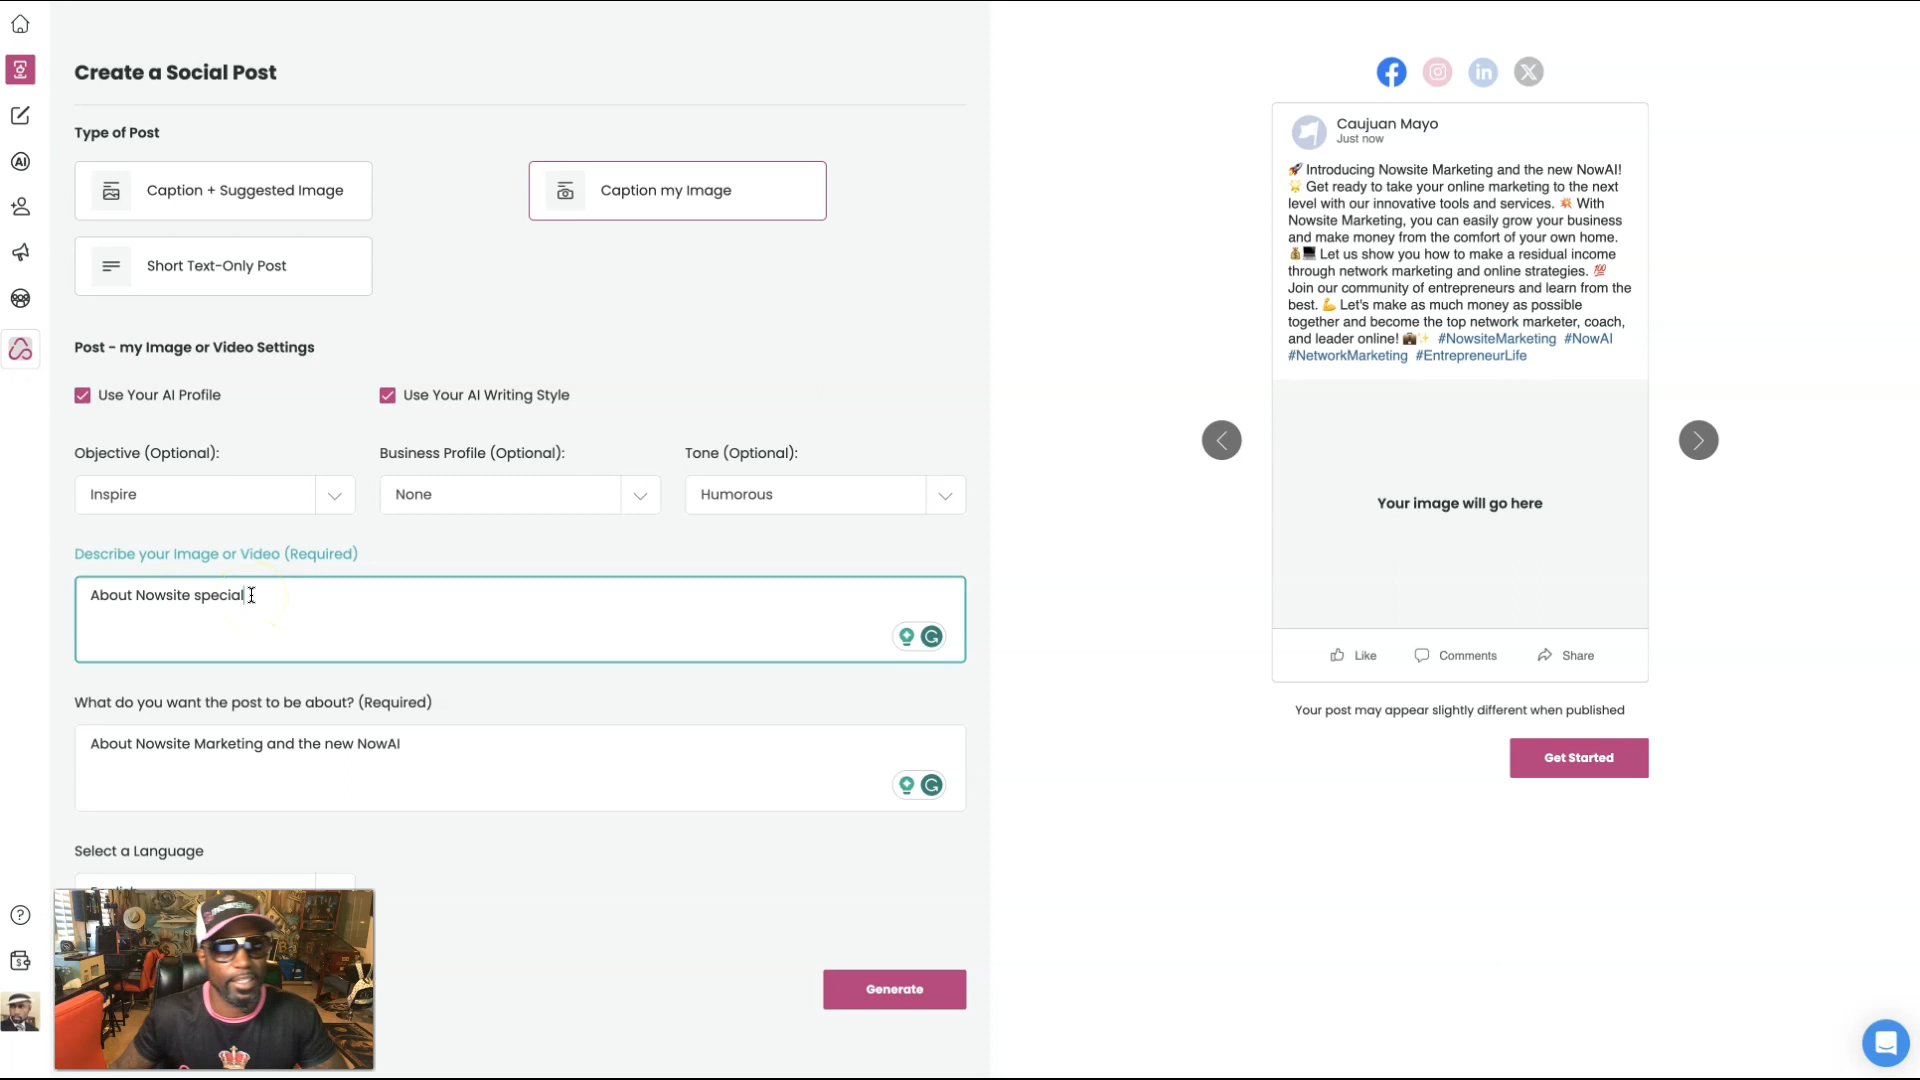 Create a Social Post
Type of Post
Caption + Suggested Image
Caption my Image
Short Text-Only Post
Post - my Image or Video Settings
Use Your AI Profile
Use Your AI Writing Style
Objective (Optional):
Business Profile (Optional):
Tone (Optional):
Inspire
None
Humorous
Describe your Image or Video (Required)
About Nowsite special
What do you want the post to be about? (Required)
About Nowsite Marketing and the new NowAI
Select a Language
Generate
AI
Caujuan Mayo
Just now
🚀 Introducing Nowsite Marketing and the new NowAI!
🌟 Get ready to take your online marketing to the next
level with our innovative tools and services. 💥 With
Nowsite Marketing, you can easily grow your business
and make money from the comfort of your own home.
💰💻 Let us show you how to make a residual income
through network marketing and online strategies. 💯
Join our community of entrepreneurs and learn from the
best. 💪 Let's make as much money as possible
together and become the top network marketer, coach,
and leader online! 💼✨ #NowsiteMarketing #NowAI
#NetworkMarketing #EntrepreneurLife
Your image will go here
Like
Comments
Share
Your post may appear slightly different when published
Get Started